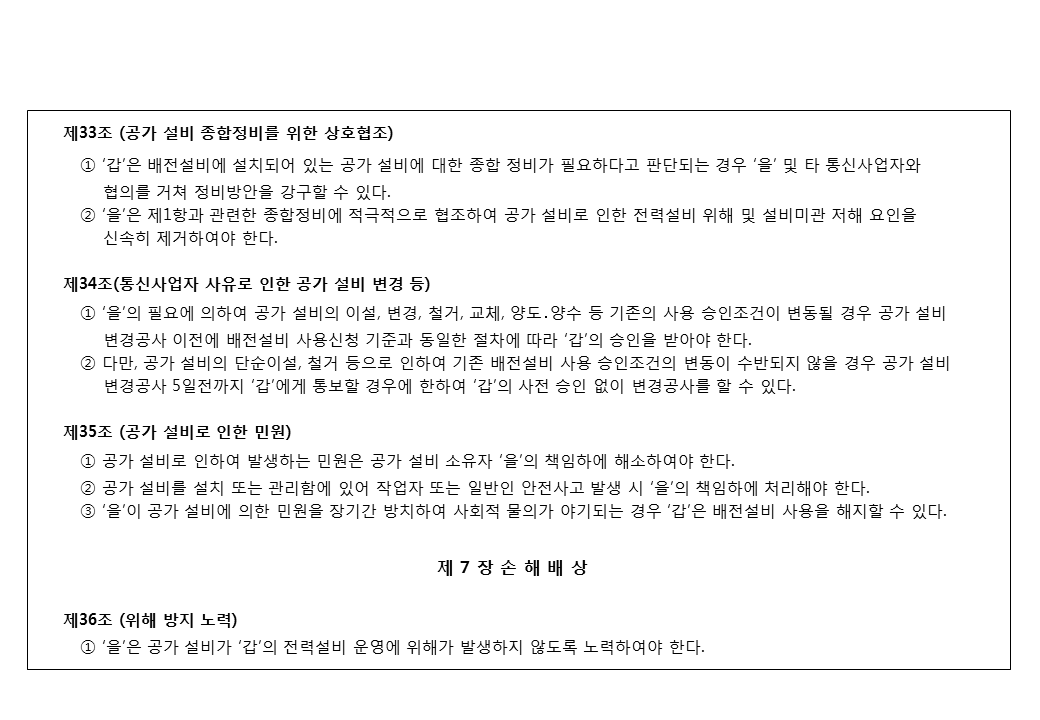 제33조 (공가 설비 종합정비를 위한 상호협조)
① ‘갑’은 배전설비에 설치되어 있는 공가 설비에 대한 종합 정비가 필요하다고 판단되는 경우 ‘을’ 및 타 통신사업자와
협의를 거쳐 정비방안을 강구할 수 있다.
② ‘을’은 제1항과 관련한 종합정비에 적극적으로 협조하여 공가 설비로 인한 전력설비 위해 및 설비미관 저해 요인을
신속히 제거하여야 한다.
제34조(통신사업자 사유로 인한 공가 설비 변경 등)
① ‘을’의 필요에 의하여 공가 설비의 이설, 변경, 철거, 교체, 양도․양수 등 기존의 사용 승인조건이 변동될 경우 공가 설비
변경공사 이전에 배전설비 사용신청 기준과 동일한 절차에 따라 ‘갑’의 승인을 받아야 한다.
② 다만, 공가 설비의 단순이설, 철거 등으로 인하여 기존 배전설비 사용 승인조건의 변동이 수반되지 않을 경우 공가 설비
변경공사 5일전까지 ‘갑’에게 통보할 경우에 한하여 ‘갑’의 사전 승인 없이 변경공사를 할 수 있다.
제35조 (공가 설비로 인한 민원)
① 공가 설비로 인하여 발생하는 민원은 공가 설비 소유자 ‘을’의 책임하에 해소하여야 한다.
② 공가 설비를 설치 또는 관리함에 있어 작업자 또는 일반인 안전사고 발생 시 ‘을’의 책임하에 처리해야 한다.
③ ‘을’이 공가 설비에 의한 민원을 장기간 방치하여 사회적 물의가 야기되는 경우 ‘갑’은 배전설비 사용을 해지할 수 있다.
제 7 장 손 해 배 상
제36조 (위해 방지 노력)
① ‘을’은 공가 설비가 ‘갑’의 전력설비 운영에 위해가 발생하지 않도록 노력하여야 한다.